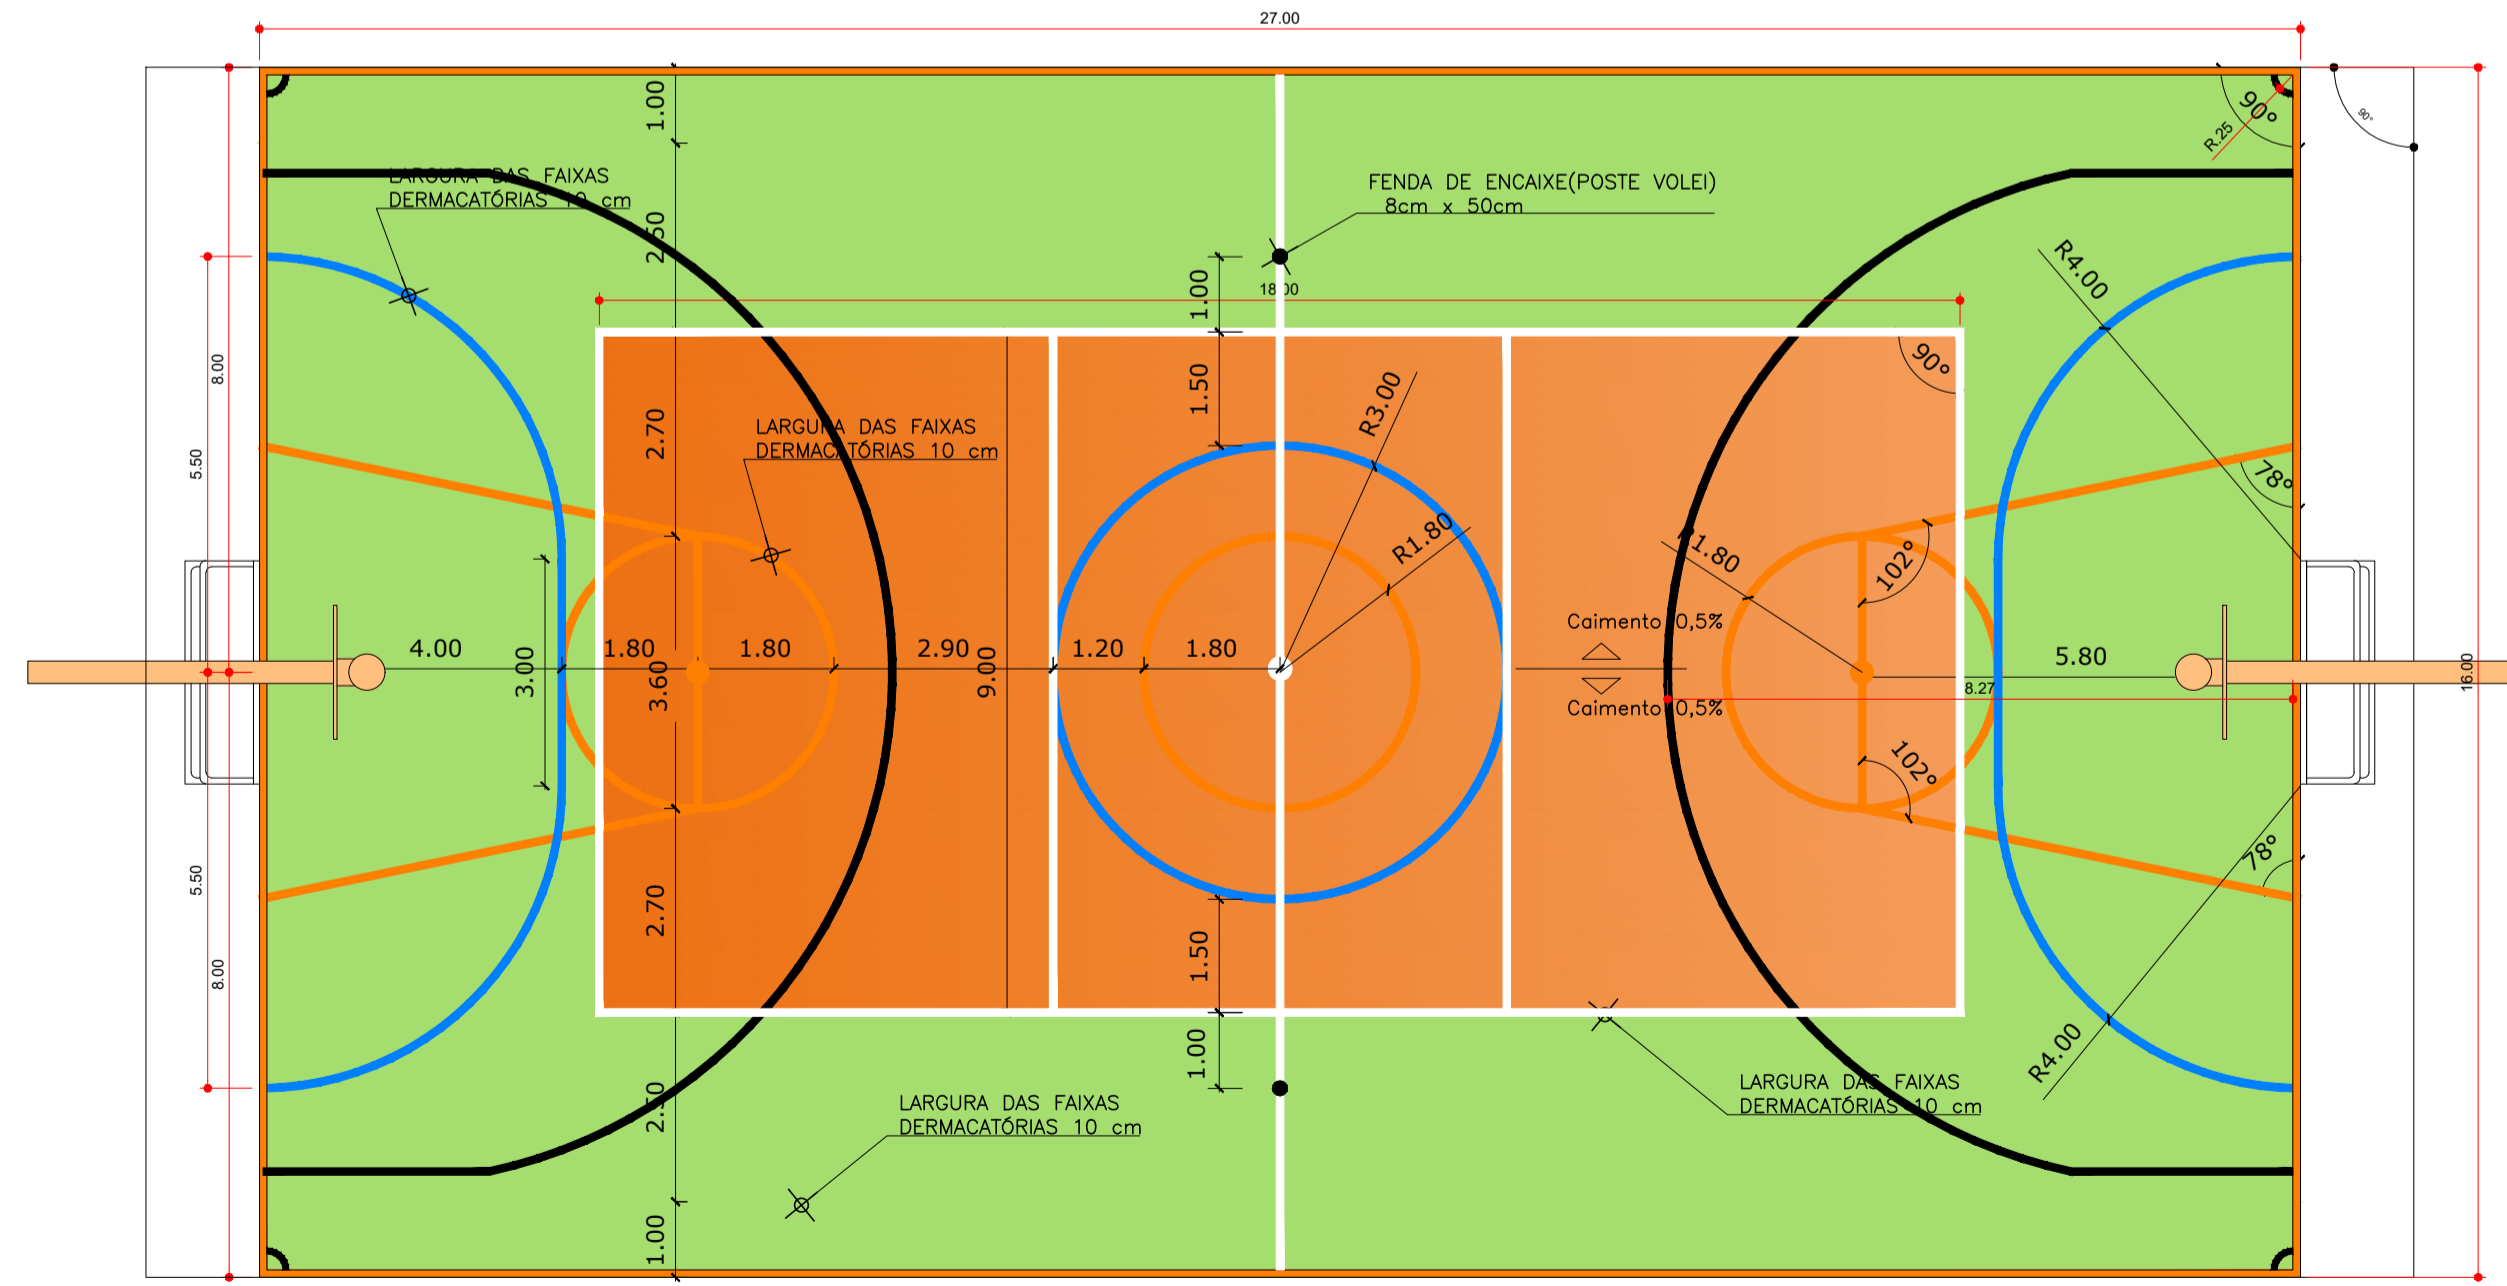 27.00
1.00
90°
90°
R.25
LARGURA DAS FAIXAS
DERMACATÓRIAS 10 cm
FENDA DE ENCAIXE(POSTE VOLEI)
8cm x 50cm
2.50
R4.00
1.00
18.00
8.00
1.50
90°
R3.00
2.70
LARGURA DAS FAIXAS
DERMACATÓRIAS 10 cm
5.50
78°
R1.80
R1.80
102°
Caimento 0,5%
4.00
3.00
1.80
3.60
1.80
2.90
9.00
1.20
1.80
5.80
8.27
16.00
Caimento 0,5%
102°
78°
5.50
2.70
8.00
1.50
1.00
R4.00
LARGURA DAS FAIXAS
DERMACATÓRIAS 10 cm
2.50
LARGURA DAS FAIXAS
DERMACATÓRIAS 10 cm
1.00